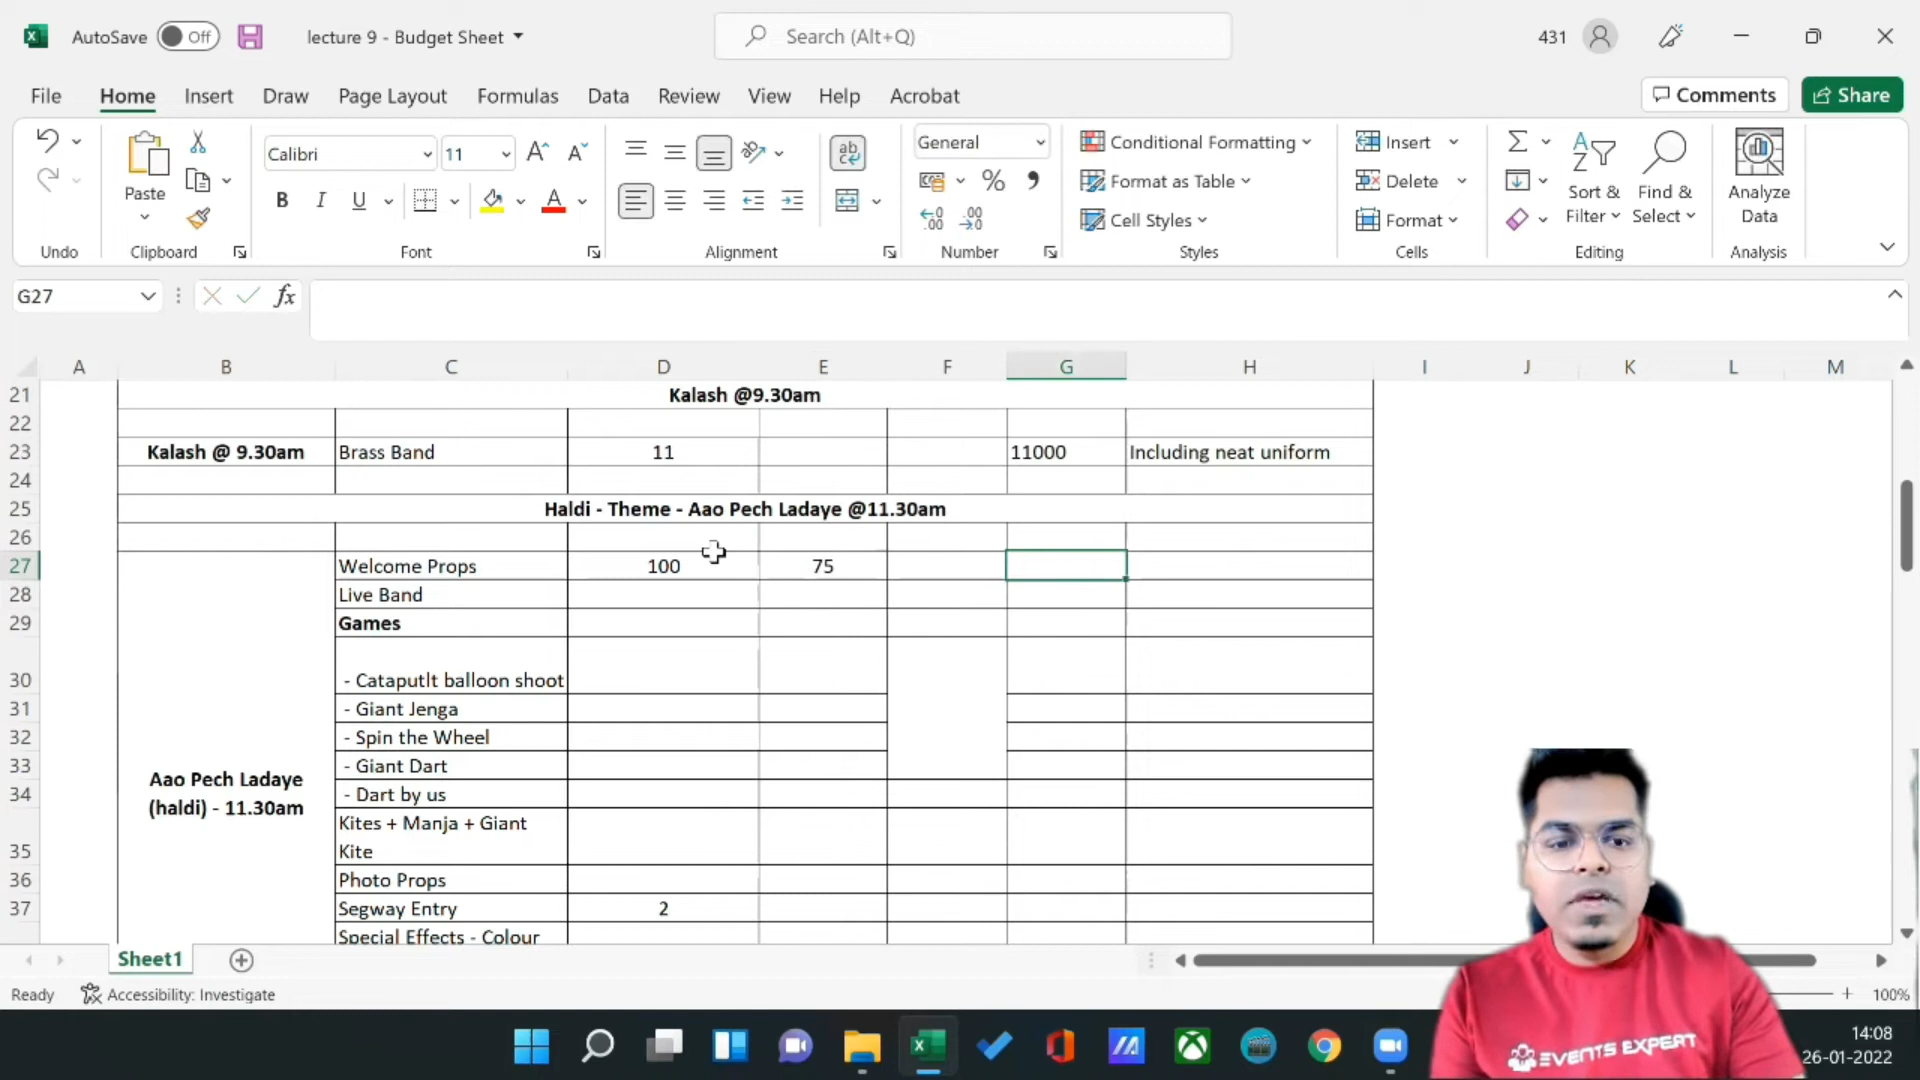 AutoSave Off lecture 9 - Budget Sheet Search (Alt+Q) 431
File Home Insert Draw Page Layout Formulas Data Review View Help Acrobat Comments Share
Calibri 11 ab General Conditional Formatting Insert
Paste B I U A % Format as Table Delete Sort & Filter Find & Select Analyze Data
Cell Styles Format
Undo Clipboard Font Alignment Number Styles Cells Editing Analysis
G27 fx
A B C D E F G H I J K L M
21 Kalash @9.30am
22
23 Kalash @ 9.30am Brass Band 11 11000 Including neat uniform
24
25 Haldi - Theme - Aao Pech Ladaye @11.30am
26
27 Welcome Props 100 75
28 Live Band
29 Games
30 - Cataputlt balloon shoot
31 - Giant Jenga
32 - Spin the Wheel
33 - Giant Dart
Aao Pech Ladaye
34 - Dart by us
(haldi) - 11.30am
Kites + Manja + Giant
35 Kite
36 Photo Props
37 Segway Entry 2
Special Effects - Colour
Sheet1
Ready Accessibility: Investigate 100%
14:08
26-01-2022
EVENTS EXPERT